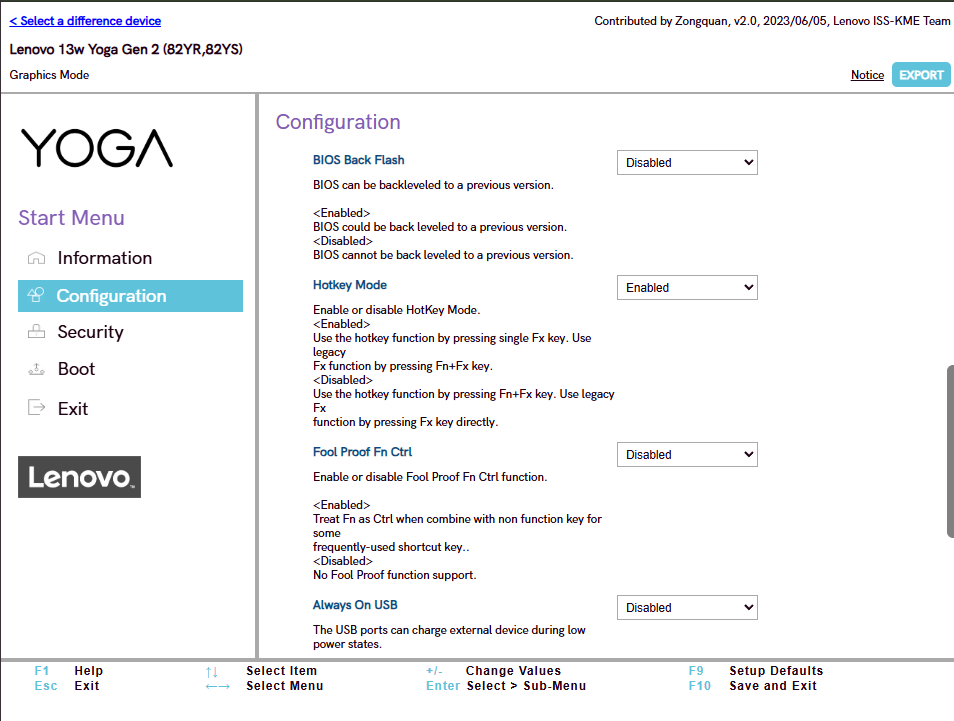 < Select a difference device
Contributed by Zongquan, v2.0, 2023/06/05, Lenovo ISS-KME Team
Lenovo 13w Yoga Gen 2 (82YR,82YS)
Graphics Mode
Notice
EXPORT
YOGA
Start Menu
Information
Configuration
Security
Boot
Exit
Lenovo™
Configuration
BIOS Back Flash
Disabled
BIOS can be backleveled to a previous version.
<Enabled>
BIOS could be back leveled to a previous version.
<Disabled>
BIOS cannot be back leveled to a previous version.
Hotkey Mode
Enabled
Enable or disable HotKey Mode.
<Enabled>
Use the hotkey function by pressing single Fx key. Use
legacy
Fx function by pressing Fn+Fx key.
<Disabled>
Use the hotkey function by pressing Fn+Fx key. Use legacy
Fx
function by pressing Fx key directly.
Fool Proof Fn Ctrl
Disabled
Enable or disable Fool Proof Fn Ctrl function.
<Enabled>
Treat Fn as Ctrl when combine with non function key for
some
frequently-used shortcut key..
<Disabled>
No Fool Proof function support.
Always On USB
Disabled
The USB ports can charge external device during low
power states.
F1 Help ↑↓ Select Item +/- Change Values F9 Setup Defaults
Esc Exit ←→ Select Menu Enter Select > Sub-Menu F10 Save and Exit